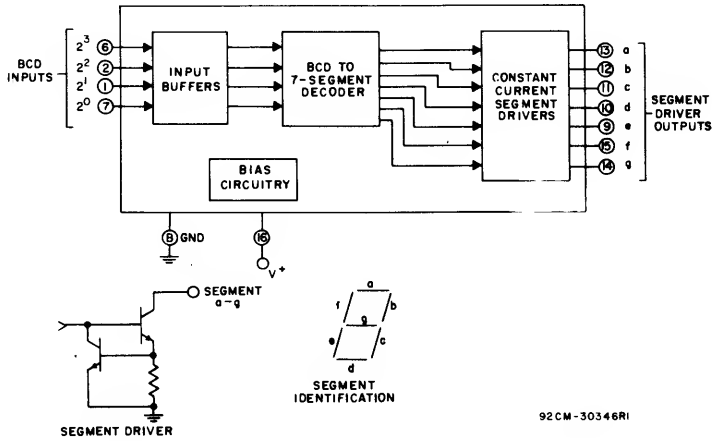 BCD INPUTS
2³ 6
2² 2
2¹ 1
2⁰ 7
INPUT BUFFERS
BCD TO 7-SEGMENT DECODER
CONSTANT CURRENT SEGMENT DRIVERS
13 a
12 b
11 c
10 d
9 e
15 f
14 g
SEGMENT DRIVER OUTPUTS
BIAS CIRCUITRY
8 GND
16
V+
SEGMENT a-g
SEGMENT DRIVER
a
f
b
g
e
c
d
SEGMENT IDENTIFICATION
92CM-30346R1